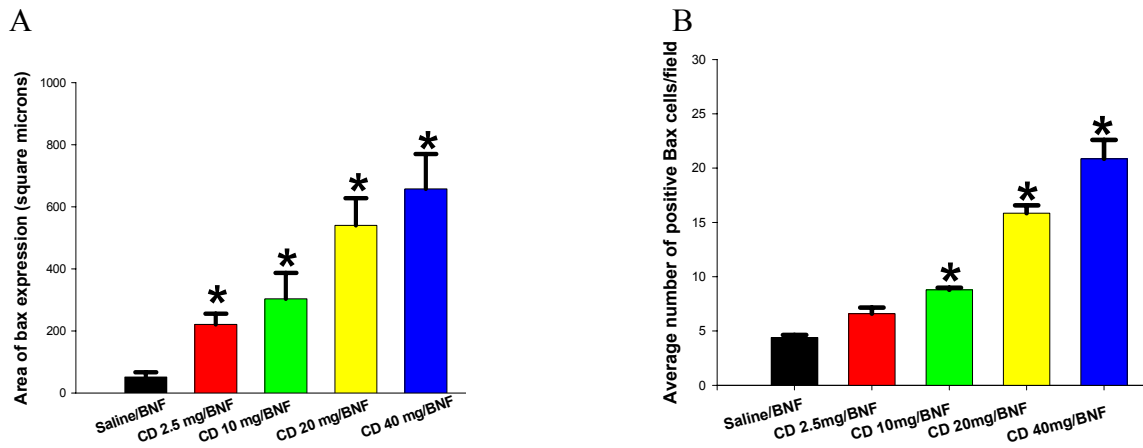 A
Area of bax expression (square microns)
1000
800
600
400
200
0
*
*
*
*
Saline/BNF
CD 2.5 mg/BNF
CD 10 mg/BNF
CD 20 mg/BNF
CD 40 mg/BNF
B
Average number of positive Bax cells/field
30
25
20
15
10
5
0
*
*
*
Saline/BNF
CD 2.5mg/BNF
CD 10mg/BNF
CD 20mg/BNF
CD 40mg/BNF